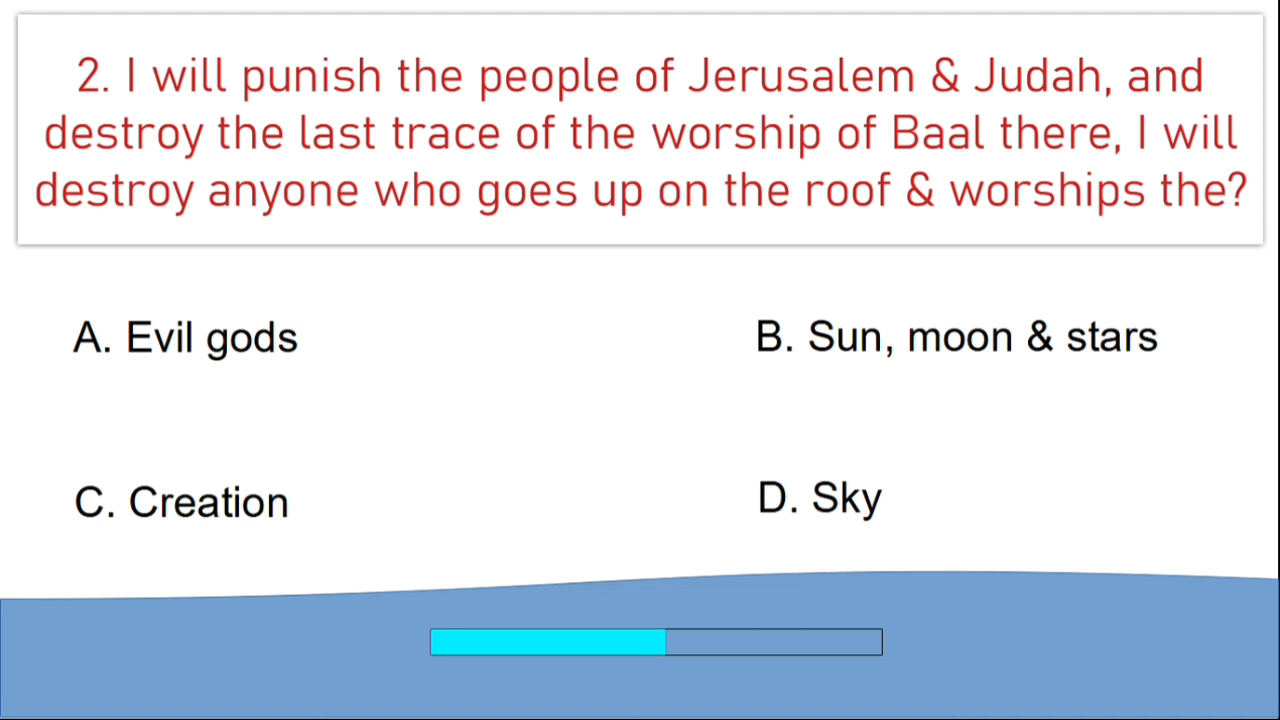 2. I will punish the people of Jerusalem & Judah, and
destroy the last trace of the worship of Baal there, I will
destroy anyone who goes up on the roof & worships the?
A. Evil gods
B. Sun, moon & stars
C. Creation
D. Sky